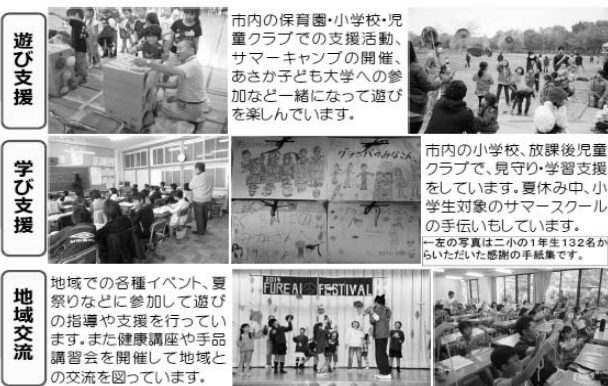 遊び支援
市内の保育園・小学校・児
童クラブでの支援活動、
サマーキャンプの開催、
あさか子ども大学への参
加など一緒になって遊び
を楽しんでいます。
学び支援
グランパのみなさん
市内の小学校、放課後児童
クラブで、見守り・学習支援
をしています。夏休み中、小
学生対象のサマースクール
の手伝いもしています。
←左の写真は二小の1年生132名か
らいただいた感謝の手紙集です。
地域交流
地域での各種イベント、夏
祭りなどに参加して遊び
の指導や支援を行ってい
ます。また健康講座や手品
講習会を開催して地域と
の交流を図っています。
2014
FUREAI FESTIVAL